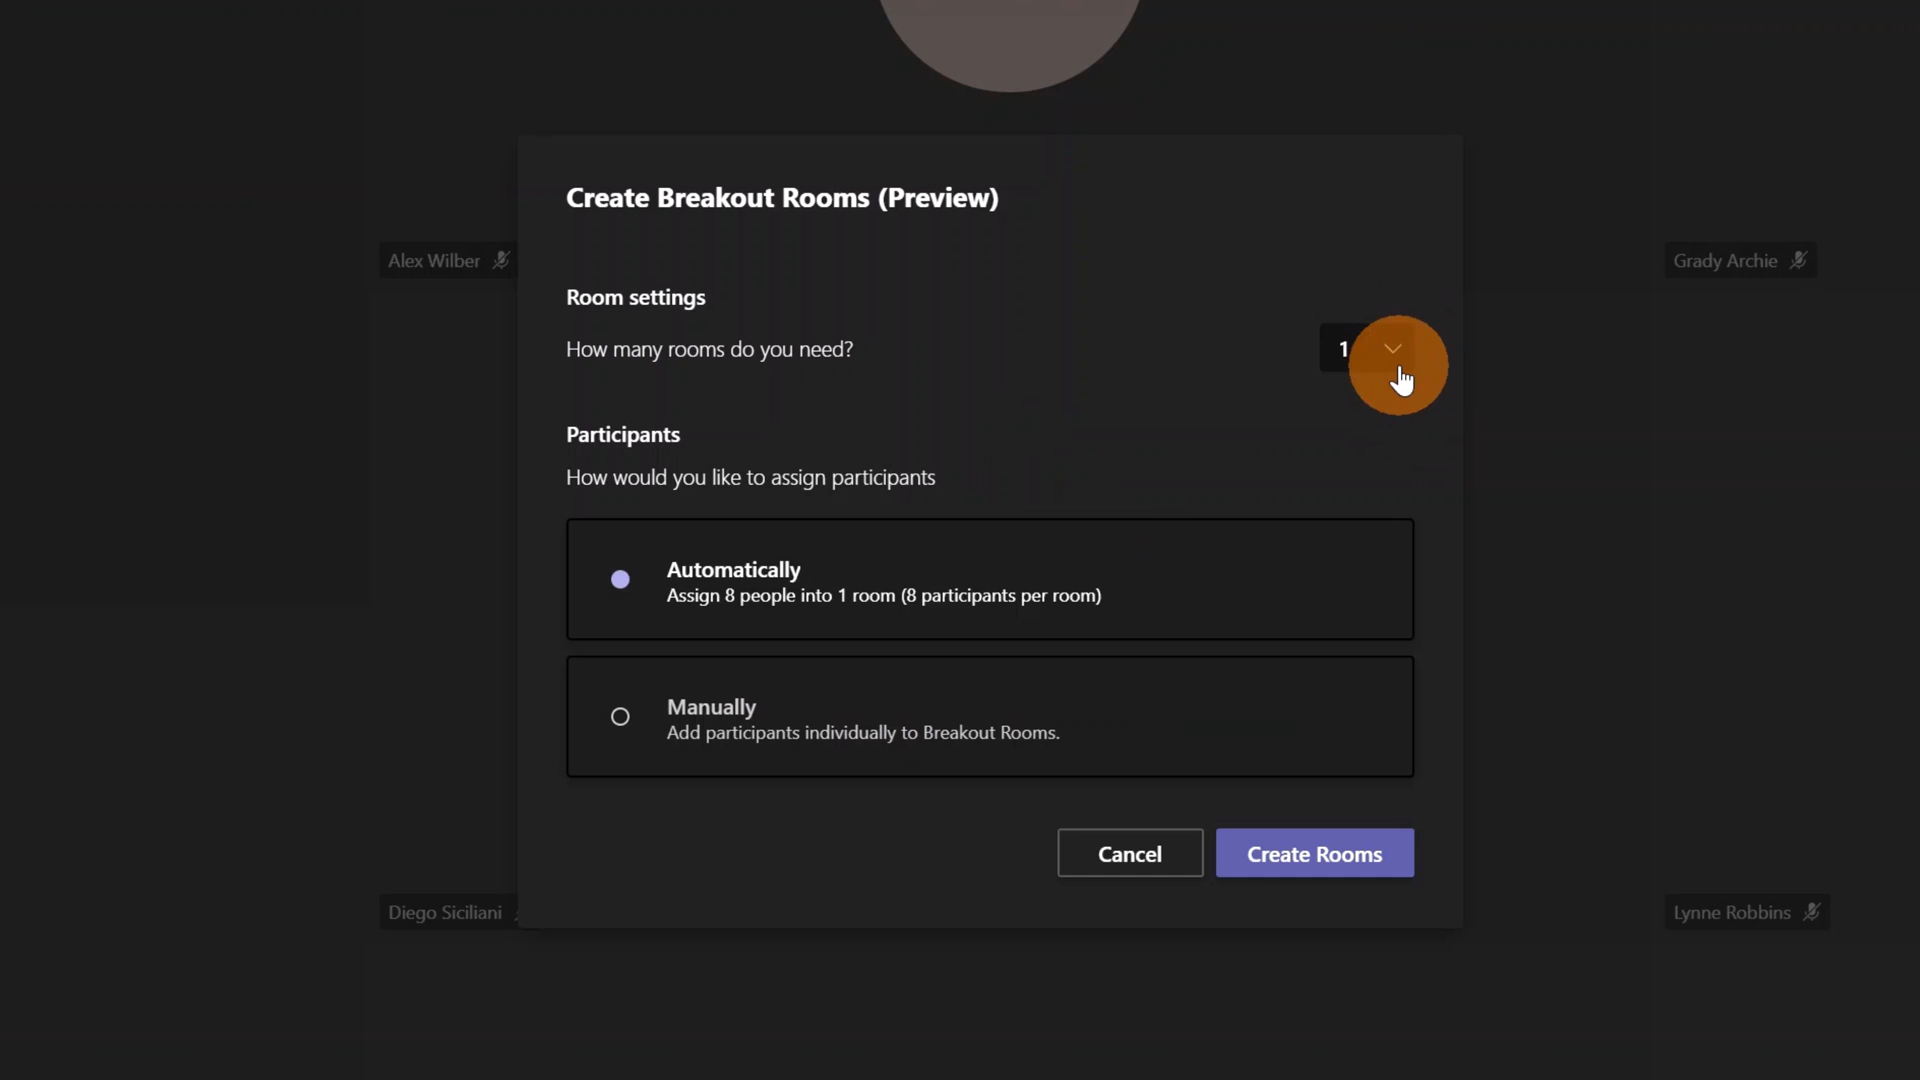 Create Breakout Rooms (Preview)
Alex Wilber
Grady Archie
Room settings
How many rooms do you need?
1
Participants
How would you like to assign participants
Automatically
Assign 8 people into 1 room (8 participants per room)
Manually
Add participants individually to Breakout Rooms.
Cancel
Create Rooms
Diego Siciliani
Lynne Robbins